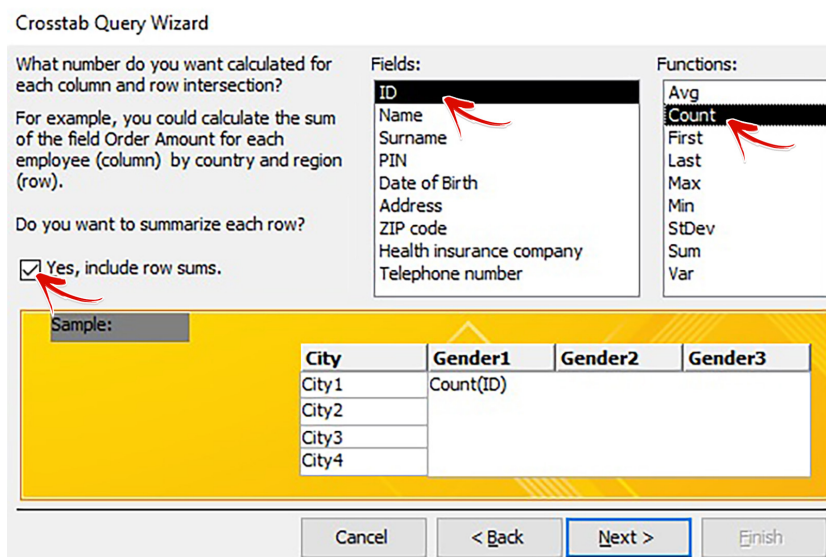 Crosstab Query Wizard
What number do you want calculated for
each column and row intersection?
For example, you could calculate the sum
of the field Order Amount for each
employee (column) by country and region
(row).
Do you want to summarize each row?
Yes, include row sums.
Fields:
ID
Name
Surname
PIN
Date of Birth
Address
ZIP code
Health insurance company
Telephone number
Functions:
Avg
Count
First
Last
Max
Min
StDev
Sum
Var
Sample:
City Gender1 Gender2 Gender3
City1 Count(ID)
City2
City3
City4
Cancel < Back Next > Finish